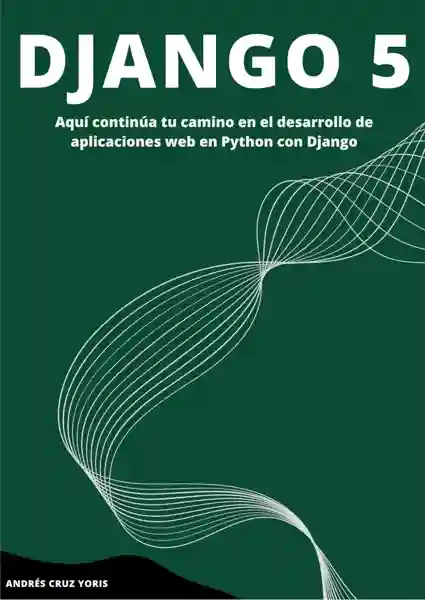 DJANGO 5
Aquí continúa tu camino en el desarrollo de
aplicaciones web en Python con Django
ANDRÉS CRUZ YORIS